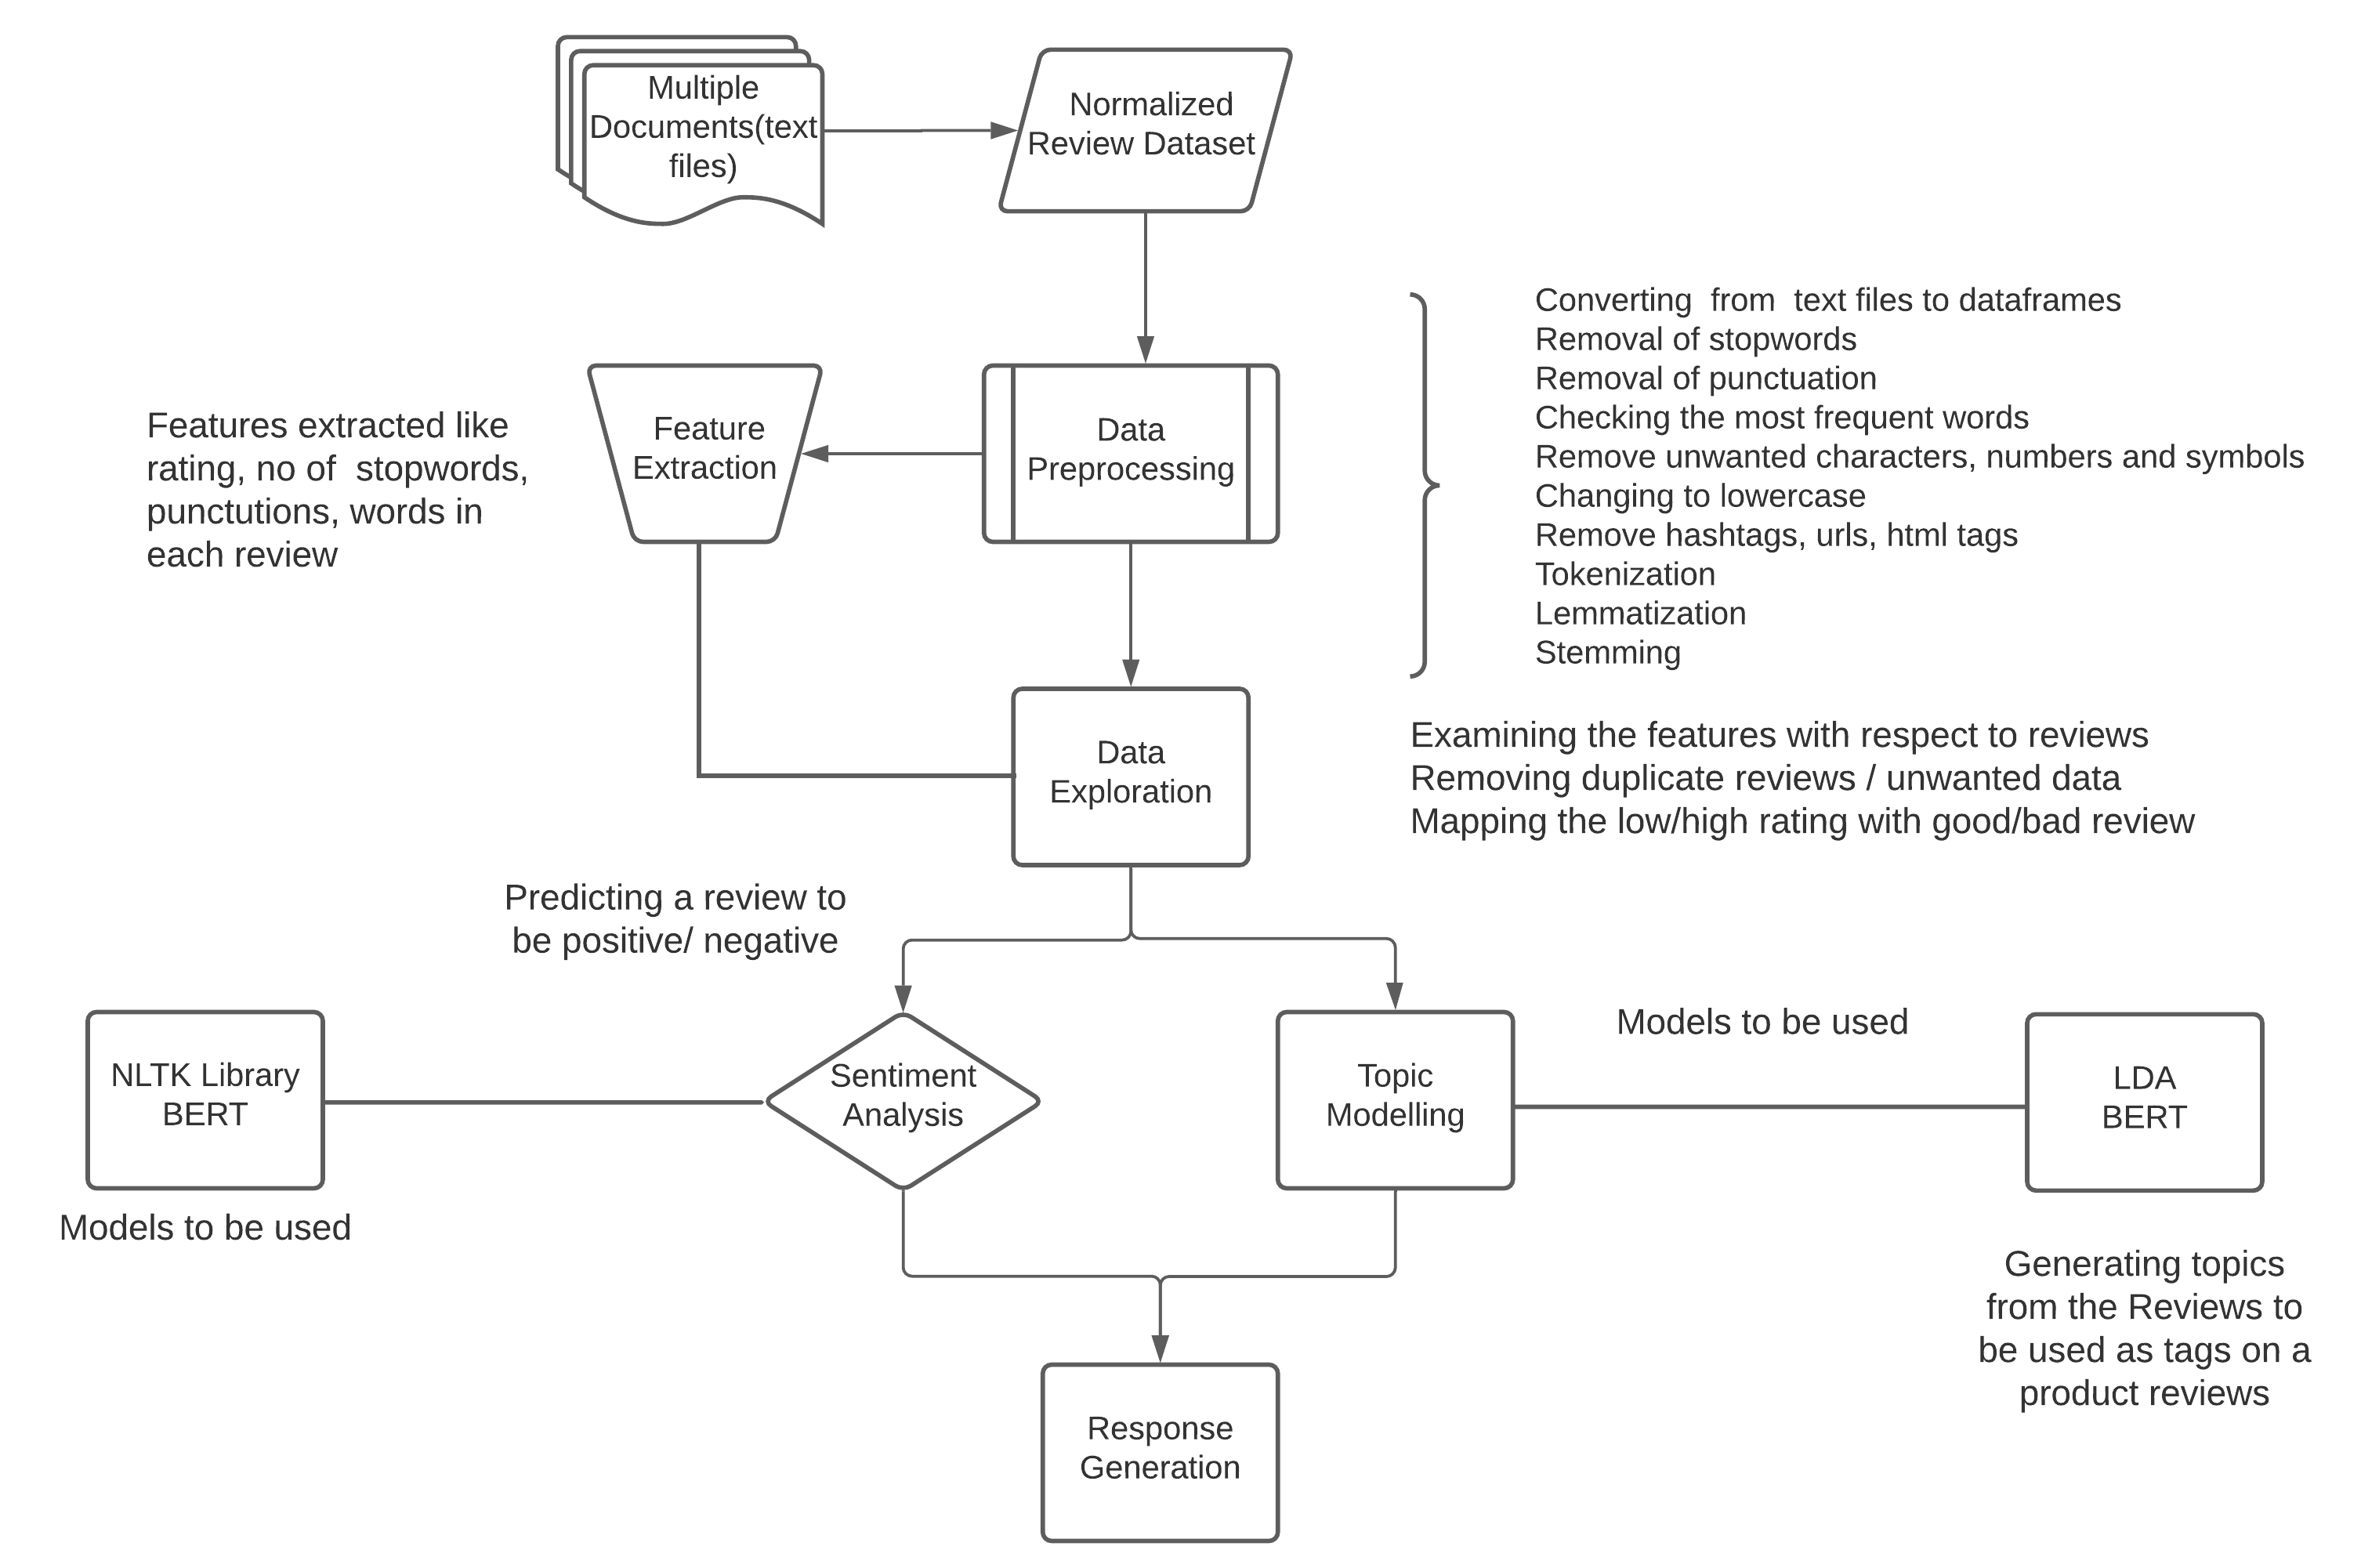 Multiple
Documents(text
files)
Normalized
Review Dataset
Converting  from  text files to dataframes
Removal of stopwords
Removal of punctuation
Checking the most frequent words
Remove unwanted characters, numbers and symbols
Changing to lowercase
Remove hashtags, urls, html tags
Tokenization
Lemmatization
Stemming
Features extracted like
rating, no of  stopwords,
punctutions, words in
each review
Feature
Extraction
Data
Preprocessing
Data
Exploration
Examining the features with respect to reviews
Removing duplicate reviews / unwanted data
Mapping the low/high rating with good/bad review
Predicting a review to
be positive/ negative
NLTK Library
BERT
Models to be used
Sentiment
Analysis
Topic
Modelling
Models to be used
LDA
BERT
Generating topics
from the Reviews to
be used as tags on a
product reviews
Response
Generation